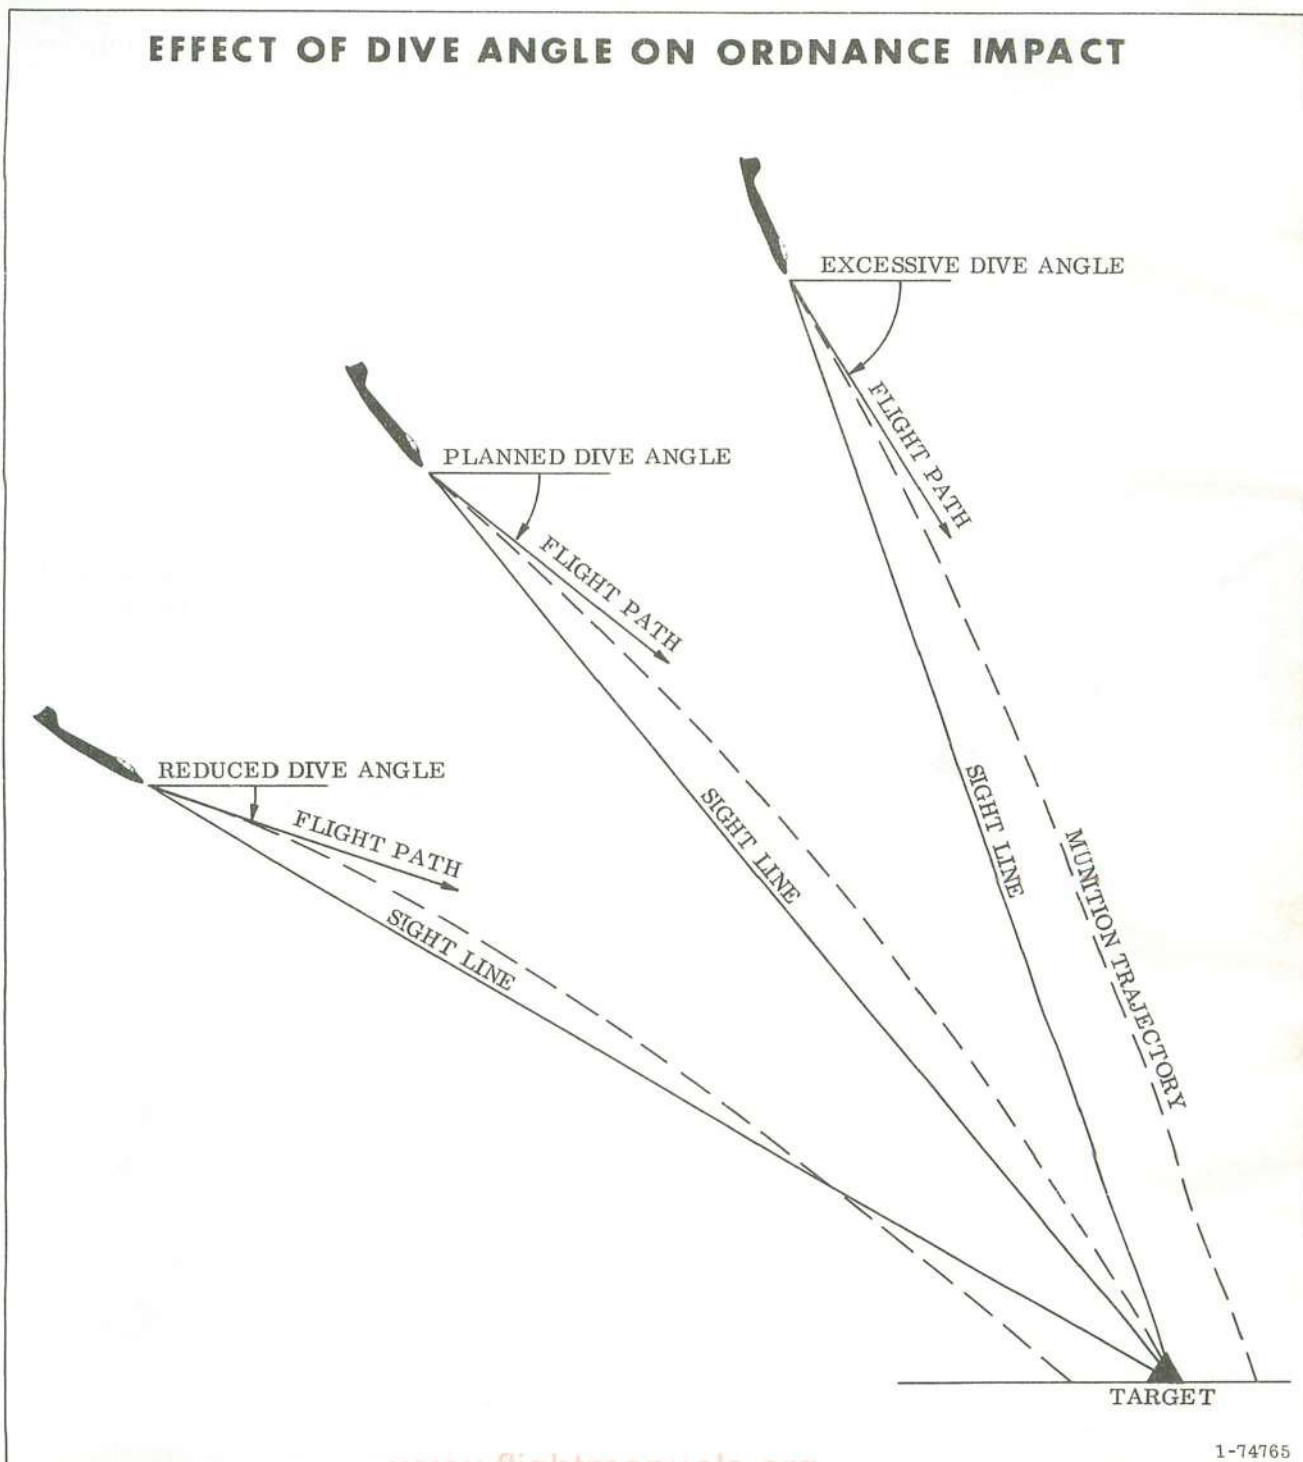 EFFECT OF DIVE ANGLE ON ORDNANCE IMPACT
EXCESSIVE DIVE ANGLE
FLIGHT PATH
PLANNED DIVE ANGLE
FLIGHT PATH
REDUCED DIVE ANGLE
FLIGHT PATH
SIGHT LINE
SIGHT LINE
SIGHT LINE
MUNITION TRAJECTORY
TARGET
1-74765